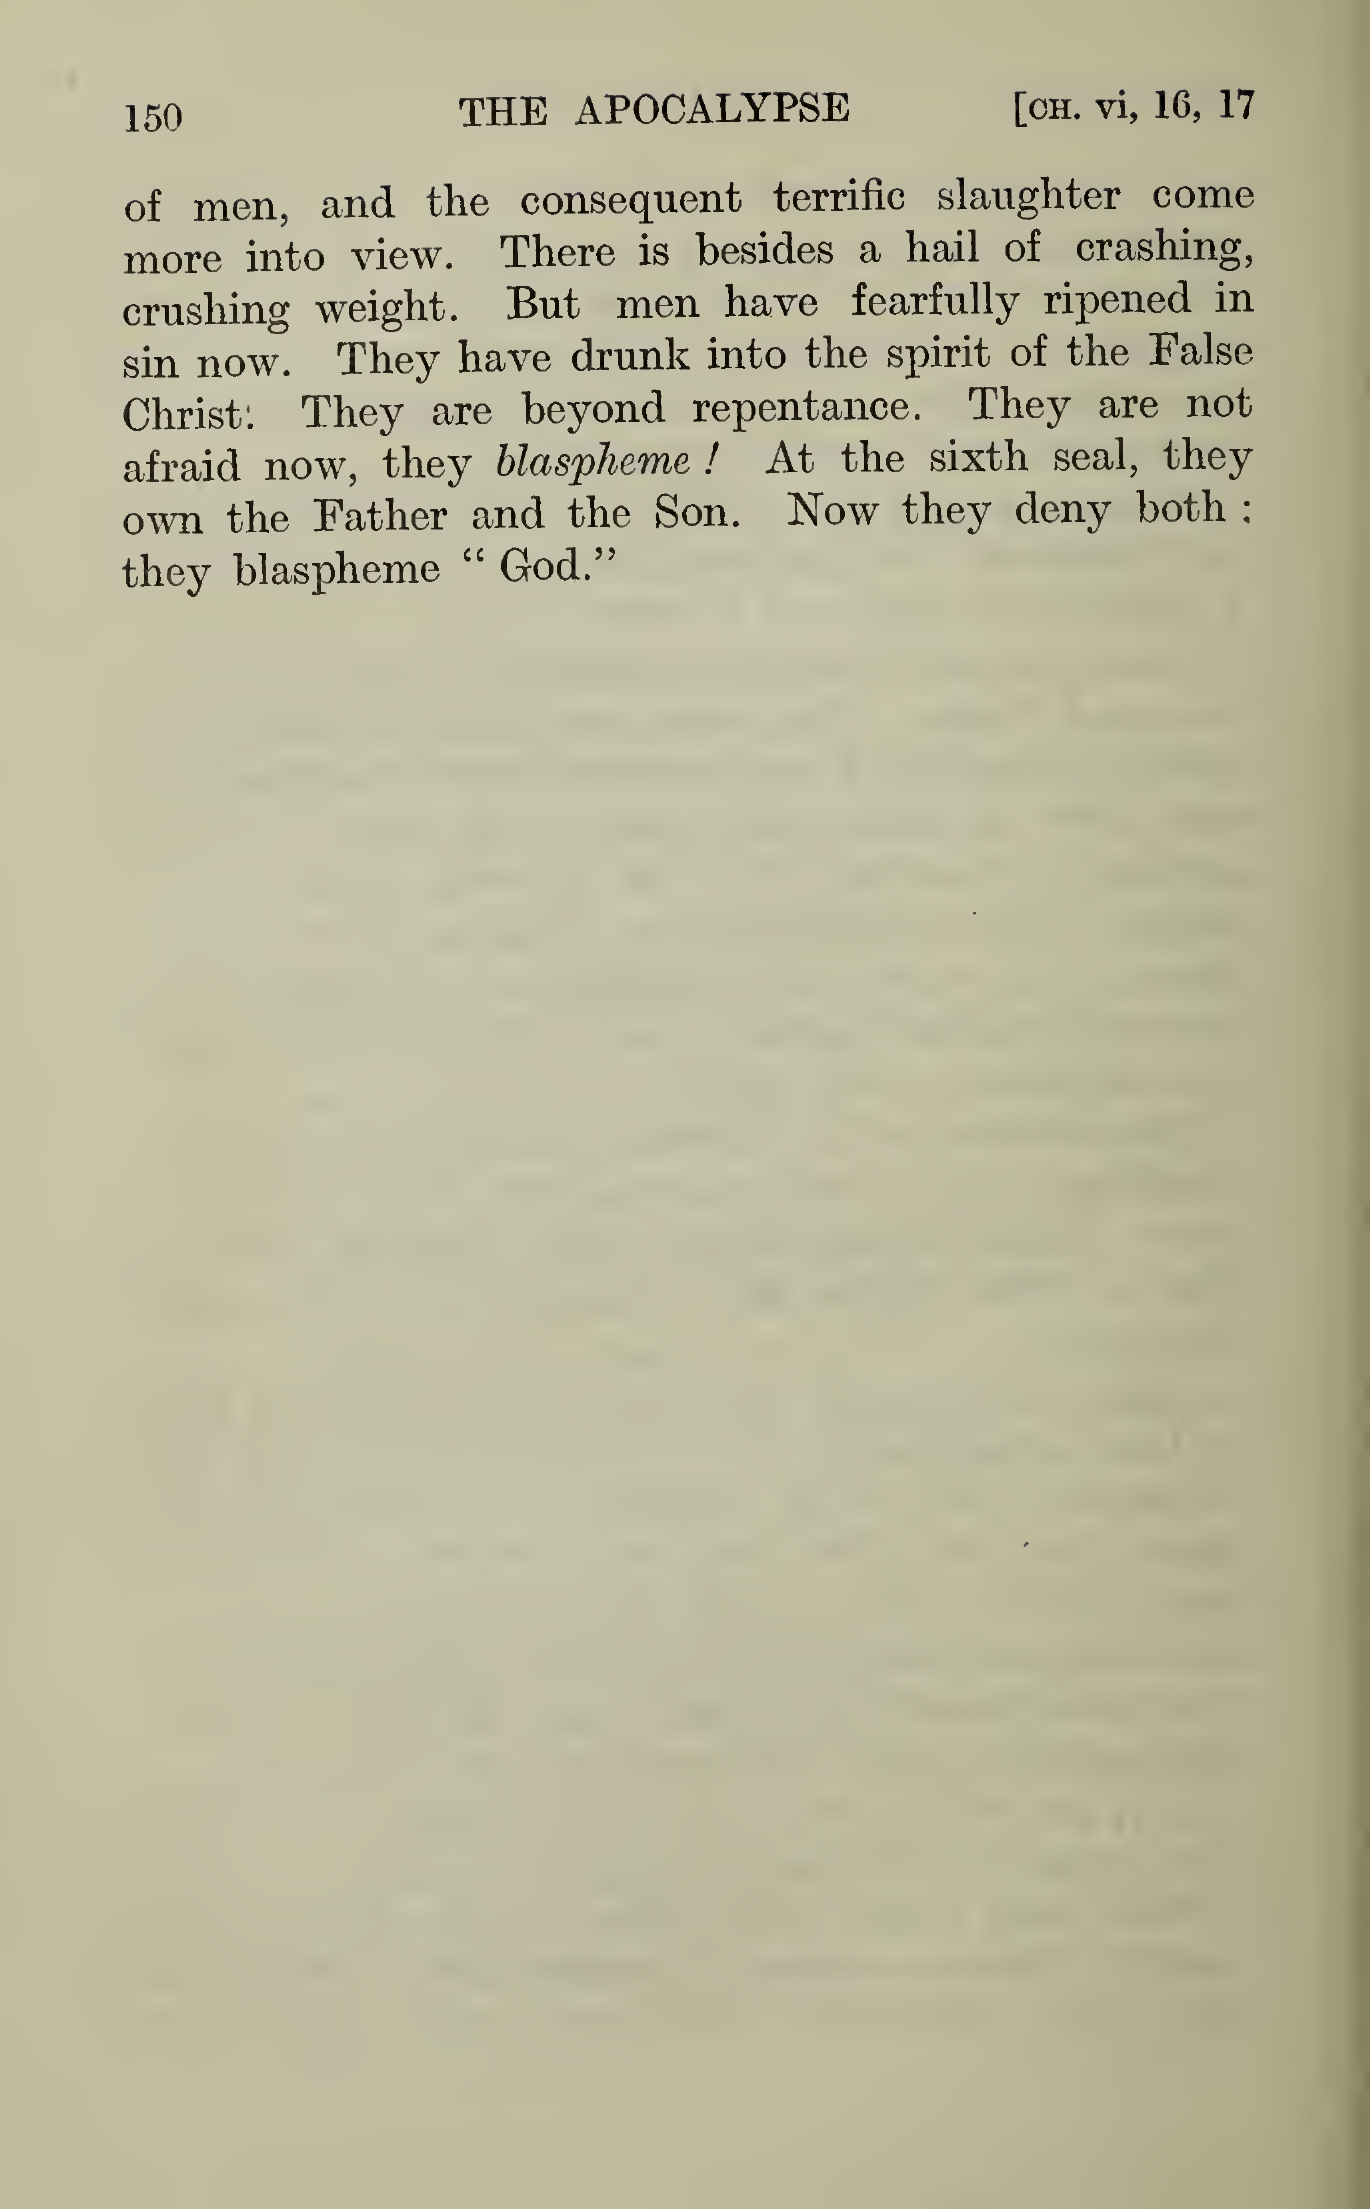 150 THE APOCALYPSE [CH. vi, 16, 17
of men, and the consequent terrific slaughter come
more into view. There is besides a hail of crashing,
crushing weight. But men have fearfully ripened in
sin now. They have drunk into the spirit of the False
Christ. They are beyond repentance. They are not
afraid now, they blaspheme ! At the sixth seal, they
own the Father and the Son. Now they deny both :
they blaspheme “ God.”